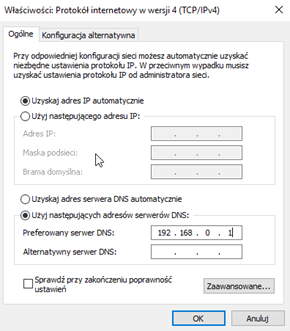 Właściwości: Protokół internetowy w wersji 4 (TCP/IPv4)
Ogólne Konfiguracja alternatywna
Przy odpowiedniej konfiguracji sieci możesz automatycznie uzyskać
niezbędne ustawienia protokołu IP. W przeciwnym wypadku musisz
uzyskać ustawienia protokołu IP od administratora sieci.
Uzyskaj adres IP automatycznie
Użyj następującego adresu IP:
Adres IP:
Maska podsieci:
Brama domyślna:
Uzyskaj adres serwera DNS automatycznie
Użyj następujących adresów serwerów DNS:
Preferowany serwer DNS: 192 . 168 . 0 . 1
Alternatywny serwer DNS: . . .
Sprawdź przy zakończeniu poprawność
ustawień
Zaawansowane...
OK Anuluj